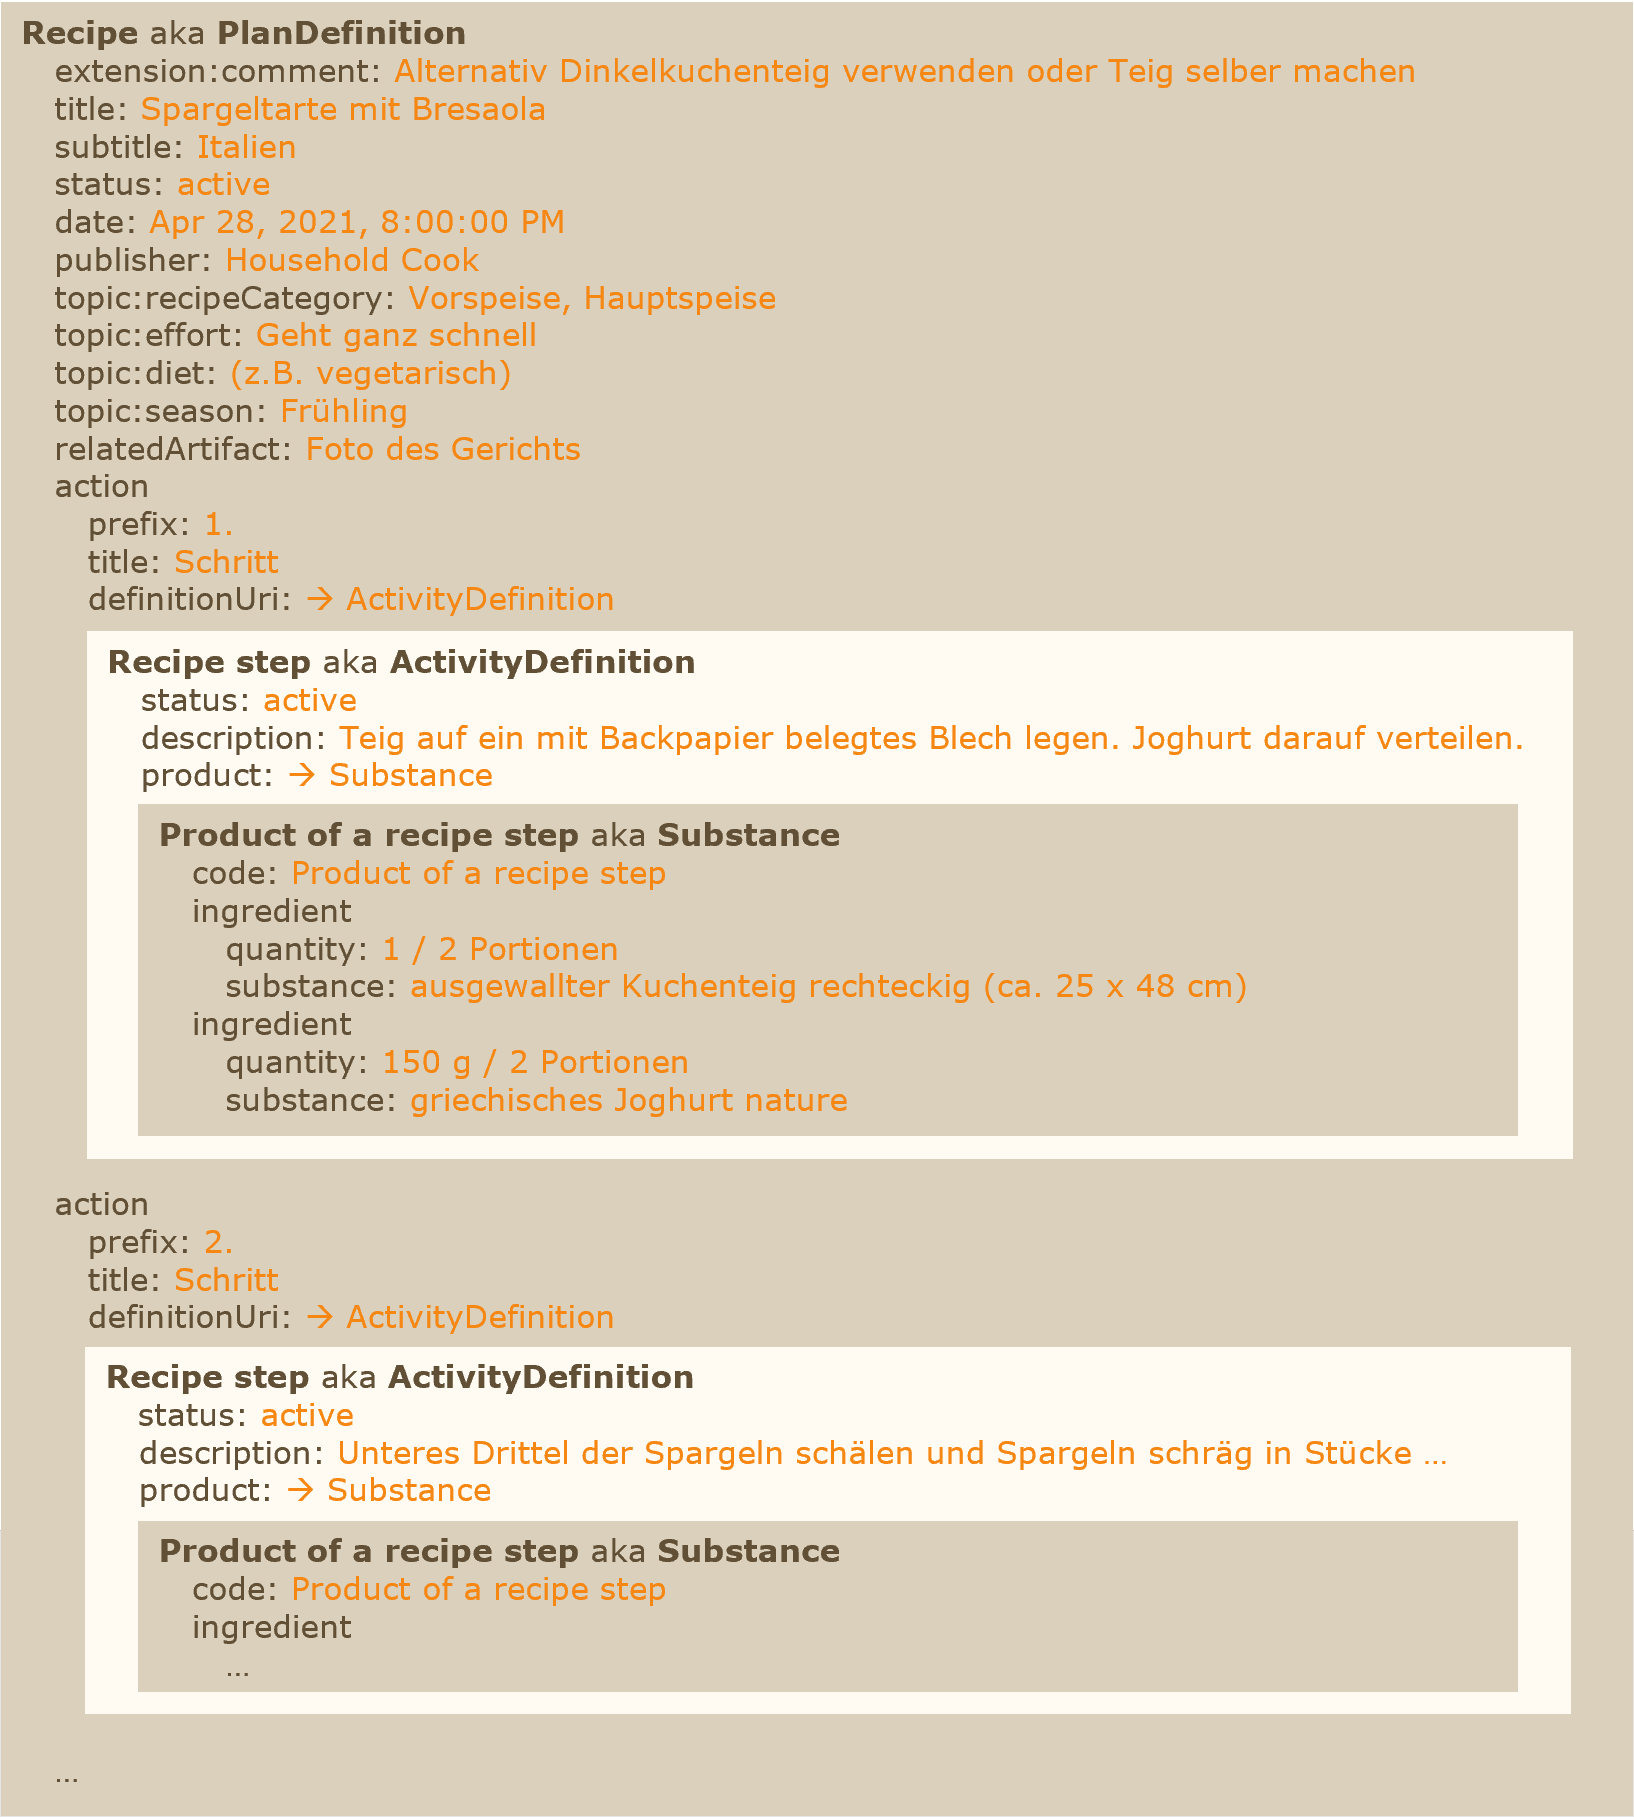 Recipe aka PlanDefinition
extension:comment: Alternativ Dinkelkuchenteig verwenden oder Teig selber machen
title: Spargeltarte mit Bresaola
subtitle: Italien
status: active
date: Apr 28, 2021, 8:00:00 PM
publisher: Household Cook
topic:recipeCategory: Vorspeise, Hauptspeise
topic:effort: Geht ganz schnell
topic:diet: (z.B. vegetarisch)
topic:season: Frühling
relatedArtifact: Foto des Gerichts
action
prefix: 1.
title: Schritt
definitionUri: → ActivityDefinition
Recipe step aka ActivityDefinition
status: active
description: Teig auf ein mit Backpapier belegtes Blech legen. Joghurt darauf verteilen.
product: → Substance
Product of a recipe step aka Substance
code: Product of a recipe step
ingredient
quantity: 1 / 2 Portionen
substance: ausgewallter Kuchenteig rechteckig (ca. 25 x 48 cm)
ingredient
quantity: 150 g / 2 Portionen
substance: griechisches Joghurt nature
action
prefix: 2.
title: Schritt
definitionUri: → ActivityDefinition
Recipe step aka ActivityDefinition
status: active
description: Unteres Drittel der Spargeln schälen und Spargeln schräg in Stücke …
product: → Substance
Product of a recipe step aka Substance
code: Product of a recipe step
ingredient
…
…